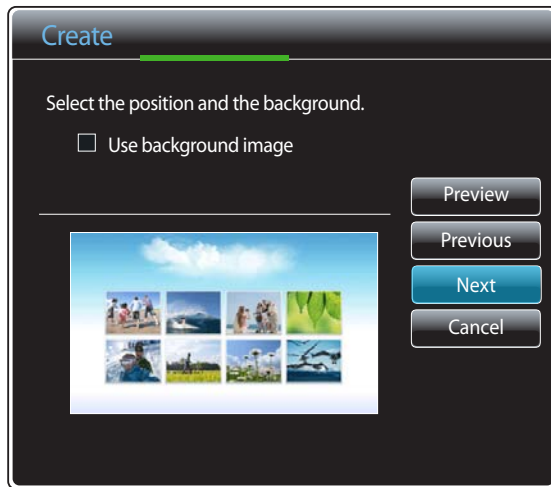 Create
Select the position and the background.
Use background image
Preview
Previous
Next
Cancel